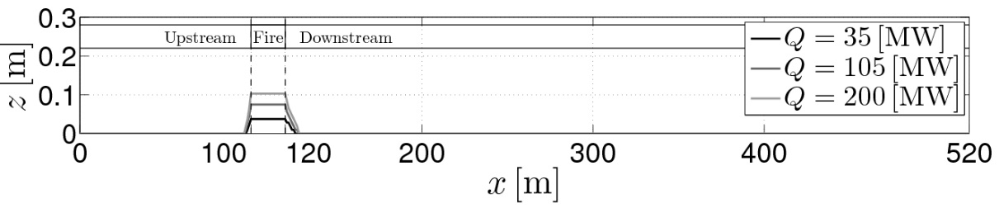 0.3
Upstream Fire Downstream
Q = 35 [MW]
0.2
Q = 105 [MW]
z [m]
0.1
Q = 200 [MW]
0
0 100 120 200 300 400 520
x [m]